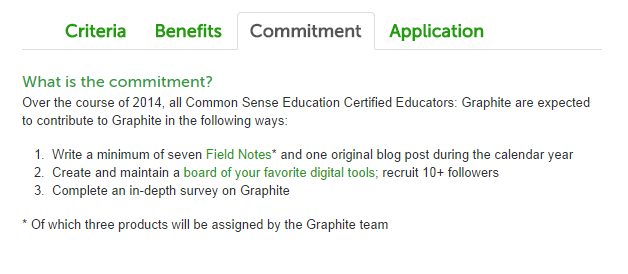 Criteria Benefits Commitment Application
What is the commitment?
Over the course of 2014, all Common Sense Education Certified Educators: Graphite are expected
to contribute to Graphite in the following ways:
1. Write a minimum of seven Field Notes* and one original blog post during the calendar year
2. Create and maintain a board of your favorite digital tools; recruit 10+ followers
3. Complete an in-depth survey on Graphite
* Of which three products will be assigned by the Graphite team